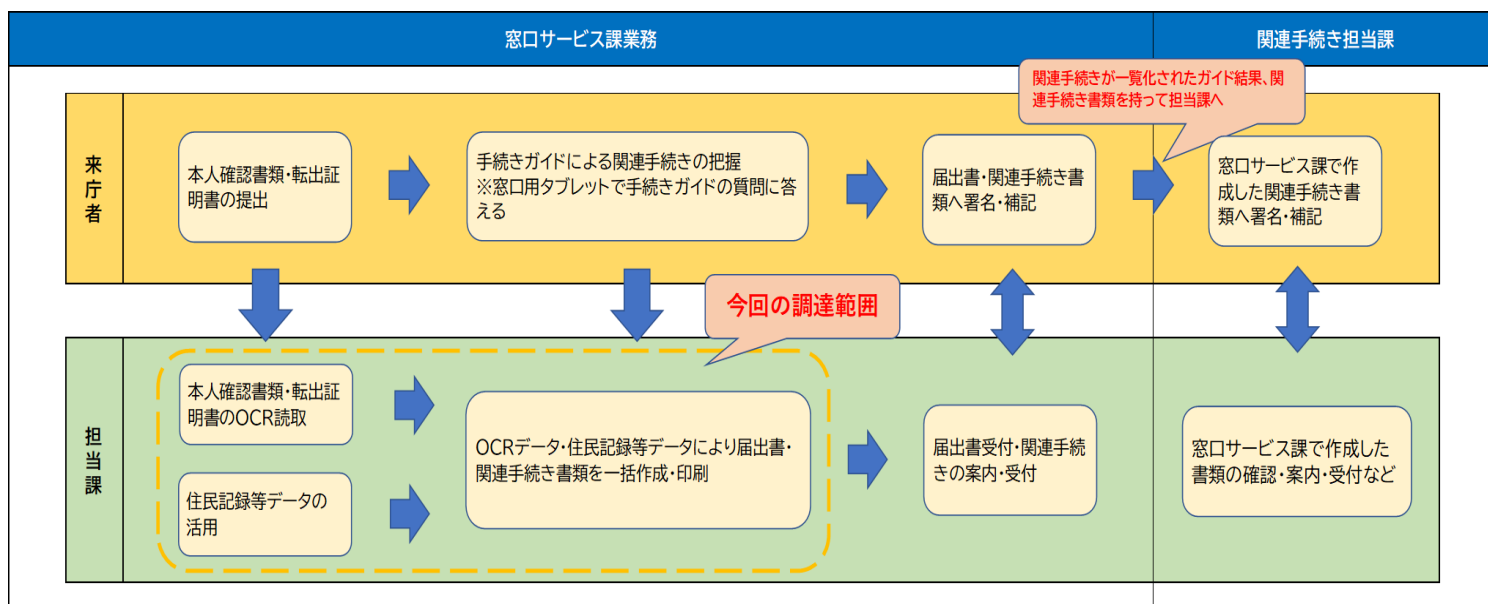 窓口サービス課業務
関連手続き担当課
関連手続きが一覧化されたガイド結果、関
連手続き書類を持って担当課へ
来庁者
本人確認書類・転出証
明書の提出
手続きガイドによる関連手続きの把握
※窓口用タブレットで手続きガイドの質問に答
える
届出書・関連手続き書
類へ署名・補記
窓口サービス課で作
成した関連手続き書
類へ署名・補記
今回の調達範囲
担当課
本人確認書類・転出証
明書のOCR読取
住民記録等データの
活用
OCRデータ・住民記録等データにより届出書・
関連手続き書類を一括作成・印刷
届出書受付・関連手続
きの案内・受付
窓口サービス課で作成した
書類の確認・案内・受付など